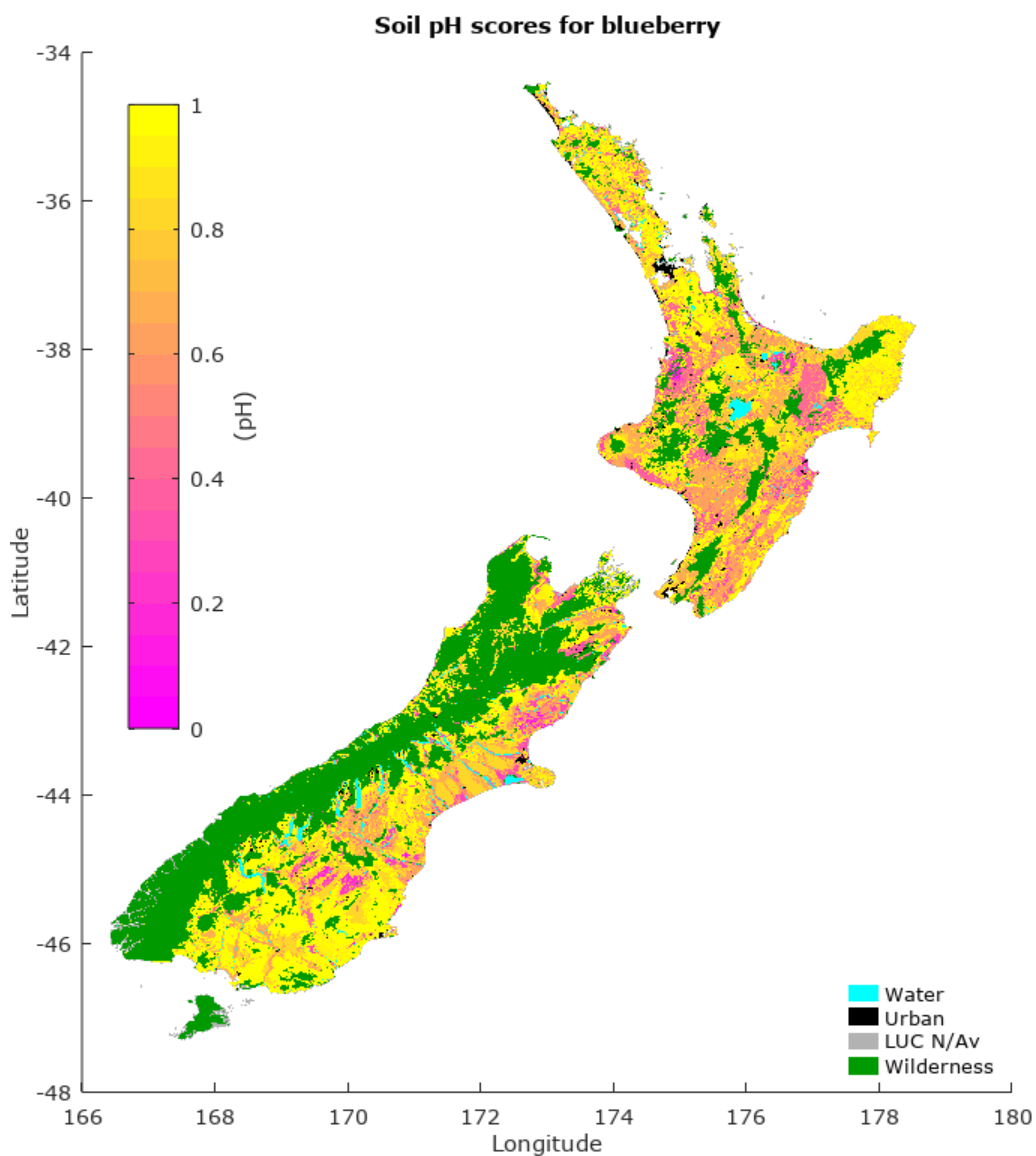 Soil pH scores for blueberry
-34
-36
-38
-40
-42
-44
-46
-48
Latitude
1
0.8
0.6
0.4
0.2
0
(pH)
Water
Urban
LUC N/Av
Wilderness
166
168
170
172
174
176
178
180
Longitude